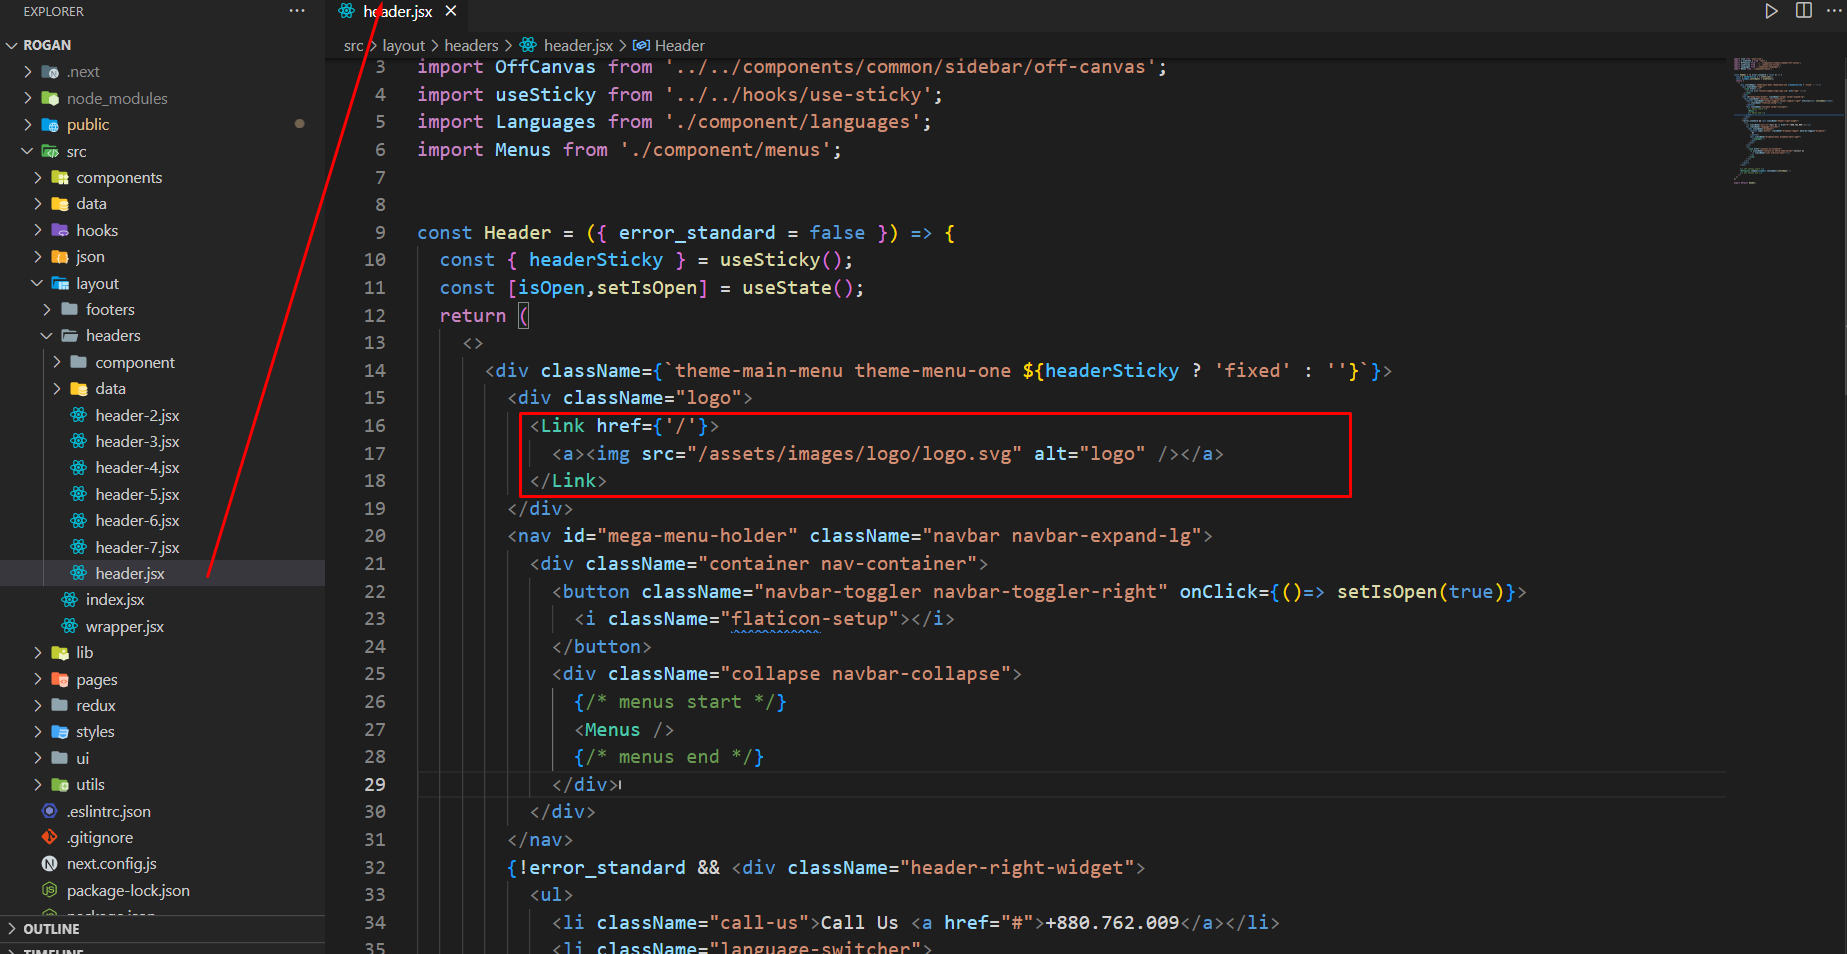 EXPLORER
ROGAN
.next
node_modules
public
src
components
data
hooks
json
layout
footers
headers
component
data
header-2.jsx
header-3.jsx
header-4.jsx
header-5.jsx
header-6.jsx
header-7.jsx
header.jsx
index.jsx
wrapper.jsx
lib
pages
redux
styles
ui
utils
.eslintrc.json
.gitignore
next.config.js
package-lock.json
package.json
OUTLINE
TIMELINE
header.jsx
src > layout > headers > header.jsx > Header
3 import OffCanvas from '../../components/common/sidebar/off-canvas';
4 import useSticky from '../../hooks/use-sticky';
5 import Languages from './component/languages';
6 import Menus from './component/menus';
7
8
9 const Header = ({ error_standard = false }) => {
10 const { headerSticky } = useSticky();
11 const [isOpen,setIsOpen] = useState();
12 return (
13 <>
14 <div className={`theme-main-menu theme-menu-one ${headerSticky ? 'fixed' : ''}`}>
15 <div className="logo">
16 <Link href={'/'}>
17 <a><img src="/assets/images/logo/logo.svg" alt="logo" /></a>
18 </Link>
19 </div>
20 <nav id="mega-menu-holder" className="navbar navbar-expand-lg">
21 <div className="container nav-container">
22 <button className="navbar-toggler navbar-toggler-right" onClick={()=> setIsOpen(true)}>
23 <i className="flaticon-setup"></i>
24 </button>
25 <div className="collapse navbar-collapse">
26 {/* menus start */}
27 <Menus />
28 {/* menus end */}
29 </div>
30 </div>
31 </nav>
32 {!error_standard && <div className="header-right-widget">
33 <ul>
34 <li className="call-us">Call Us <a href="#">+880.762.009</a></li>
35 <li className="language-switcher">